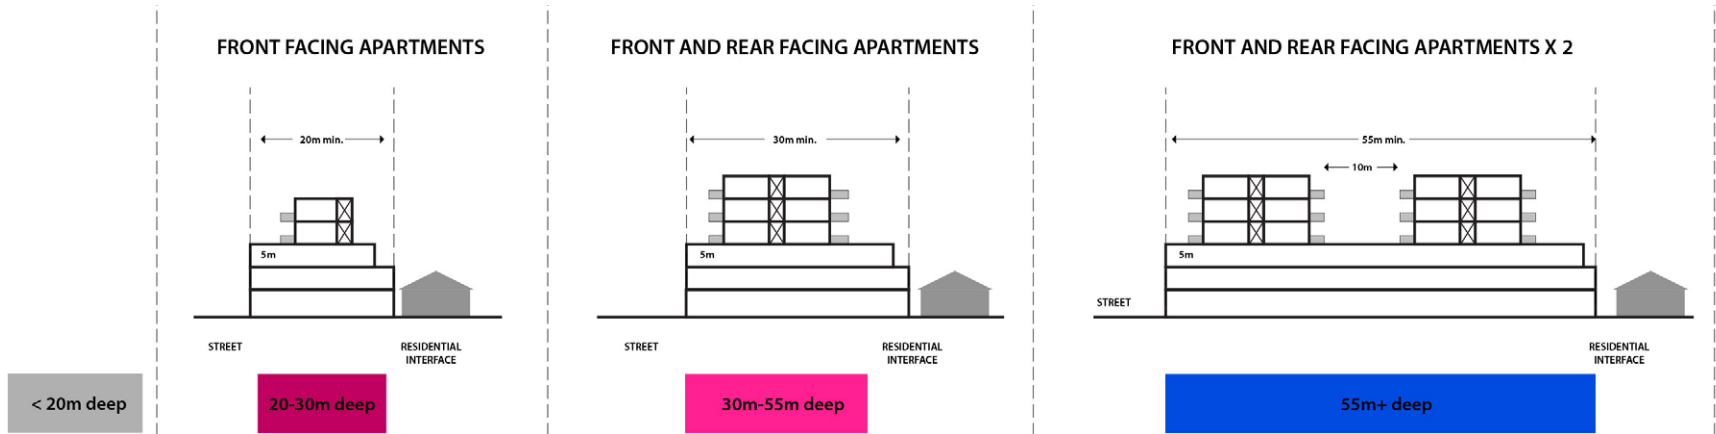 FRONT FACING APARTMENTS
20m min.
5m
STREET
RESIDENTIAL
INTERFACE
FRONT AND REAR FACING APARTMENTS
30m min.
5m
STREET
RESIDENTIAL
INTERFACE
FRONT AND REAR FACING APARTMENTS X 2
55m min.
10m
5m
STREET
RESIDENTIAL
INTERFACE
< 20m deep
20-30m deep
30m-55m deep
55m+ deep